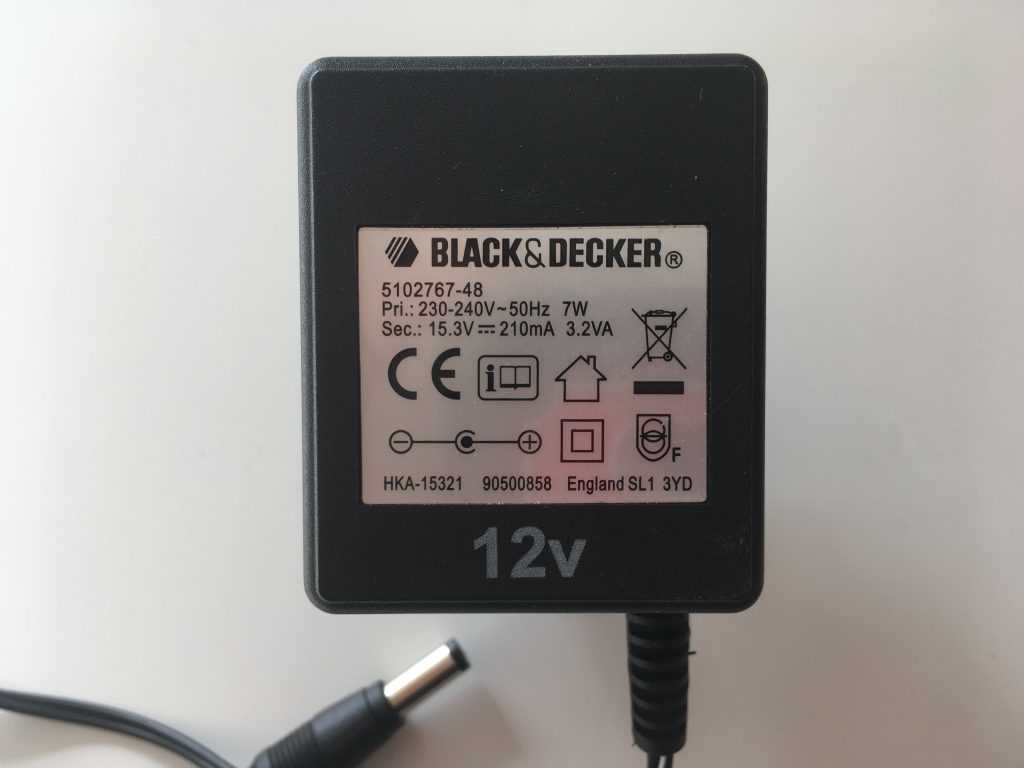 BLACK&DECKER®
5102767-48
Pri.: 230-240V~50Hz 7W
Sec.: 15.3V⎓210mA 3.2VA
CE
i
F
HKA-15321 90500858 England SL1 3YD
12v